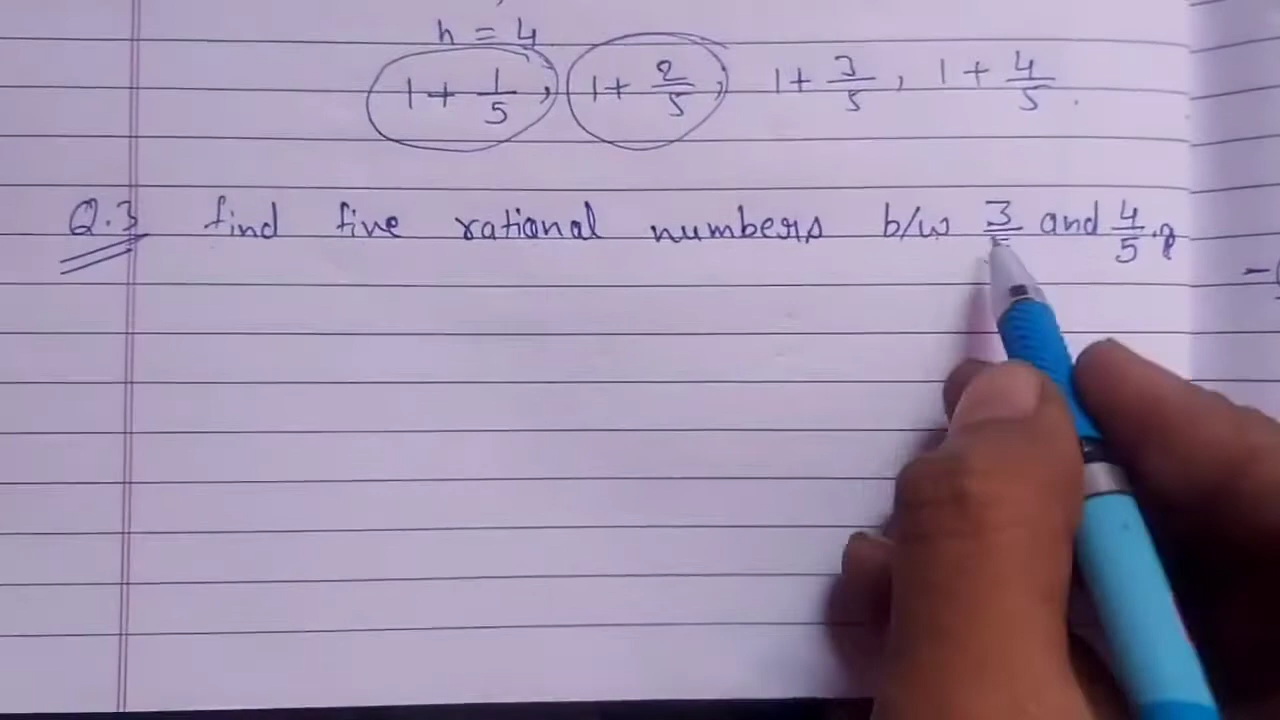 n = 4
1 + 1/5, 1 + 2/5, 1 + 3/5, 1 + 4/5.
Q.3 find five rational numbers b/w 3/5 and 4/5.?